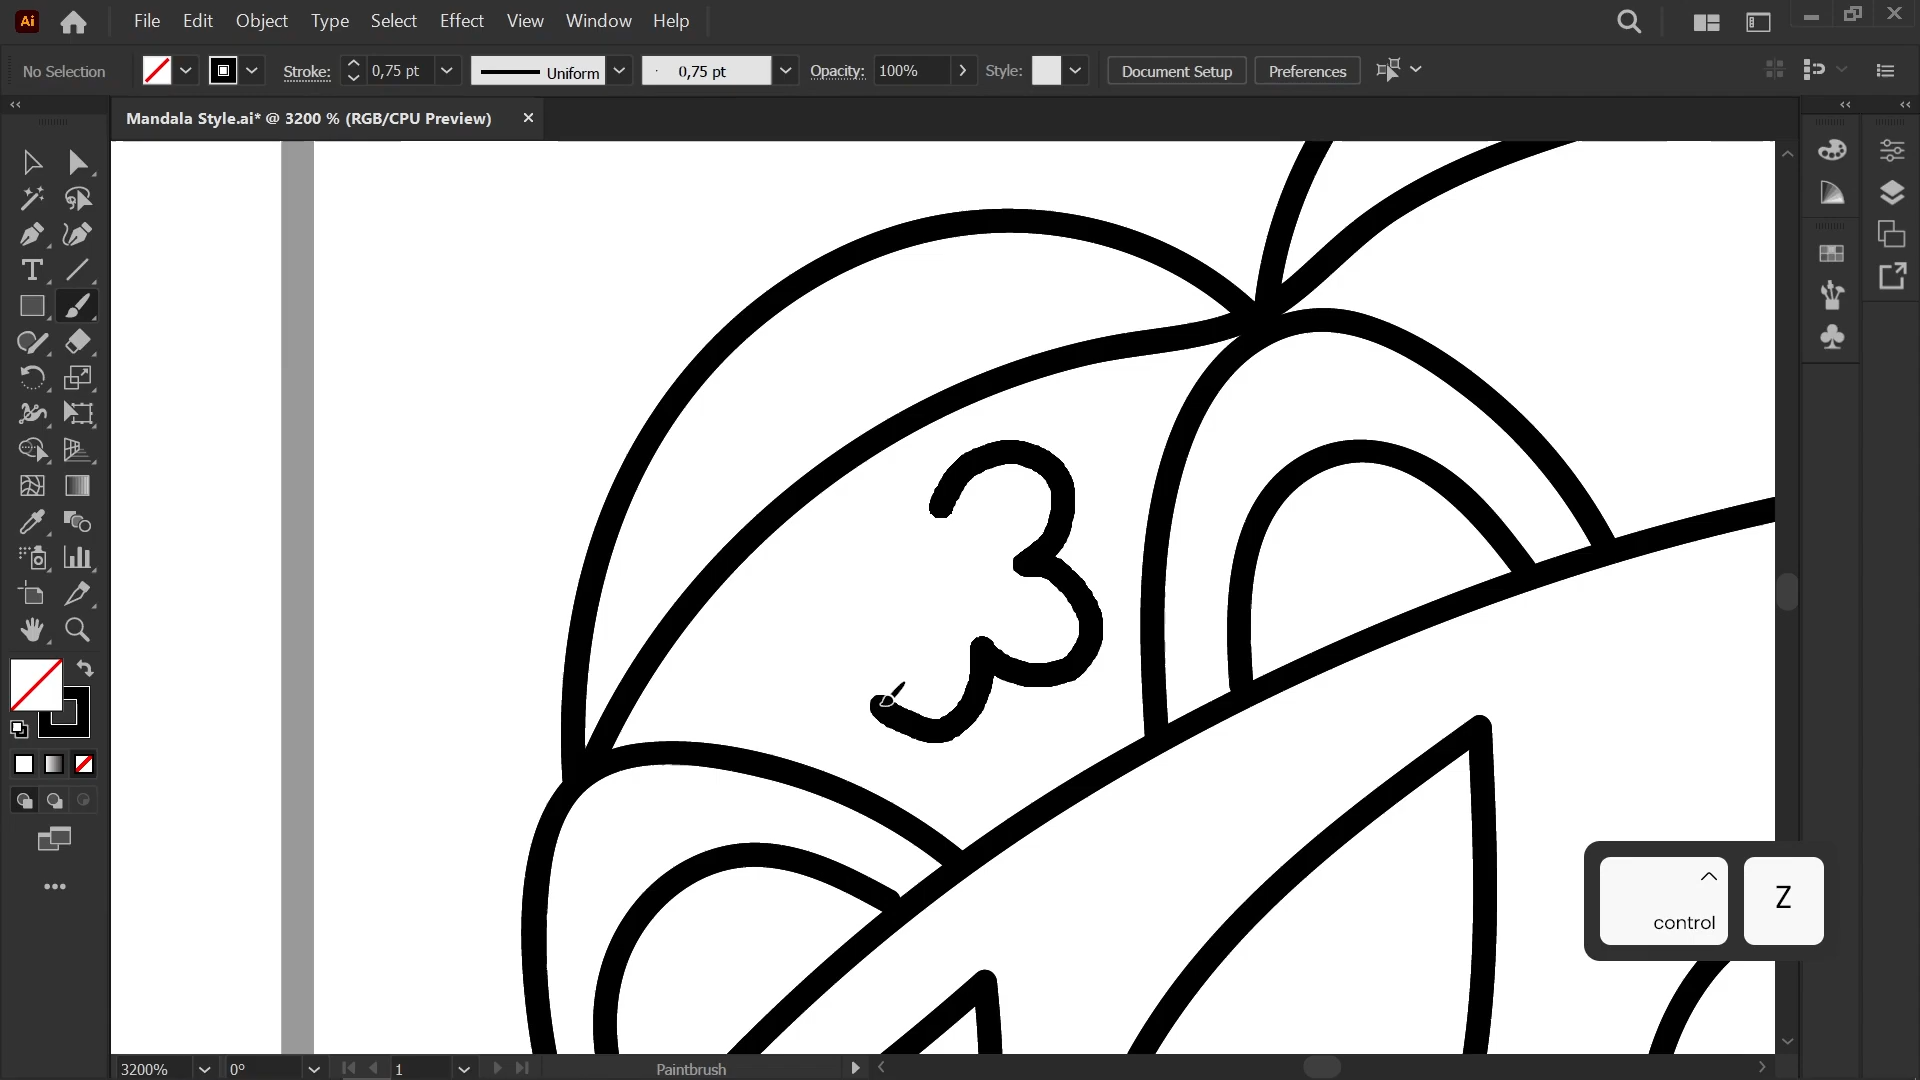 Ai File Edit Object Type Select Effect View Window Help
No Selection Stroke: 0,75 pt Uniform 0,75 pt Opacity: 100% Style: Document Setup Preferences
Mandala Style.ai* @ 3200 % (RGB/CPU Preview)
control
Z
3200% 0° 1 Paintbrush